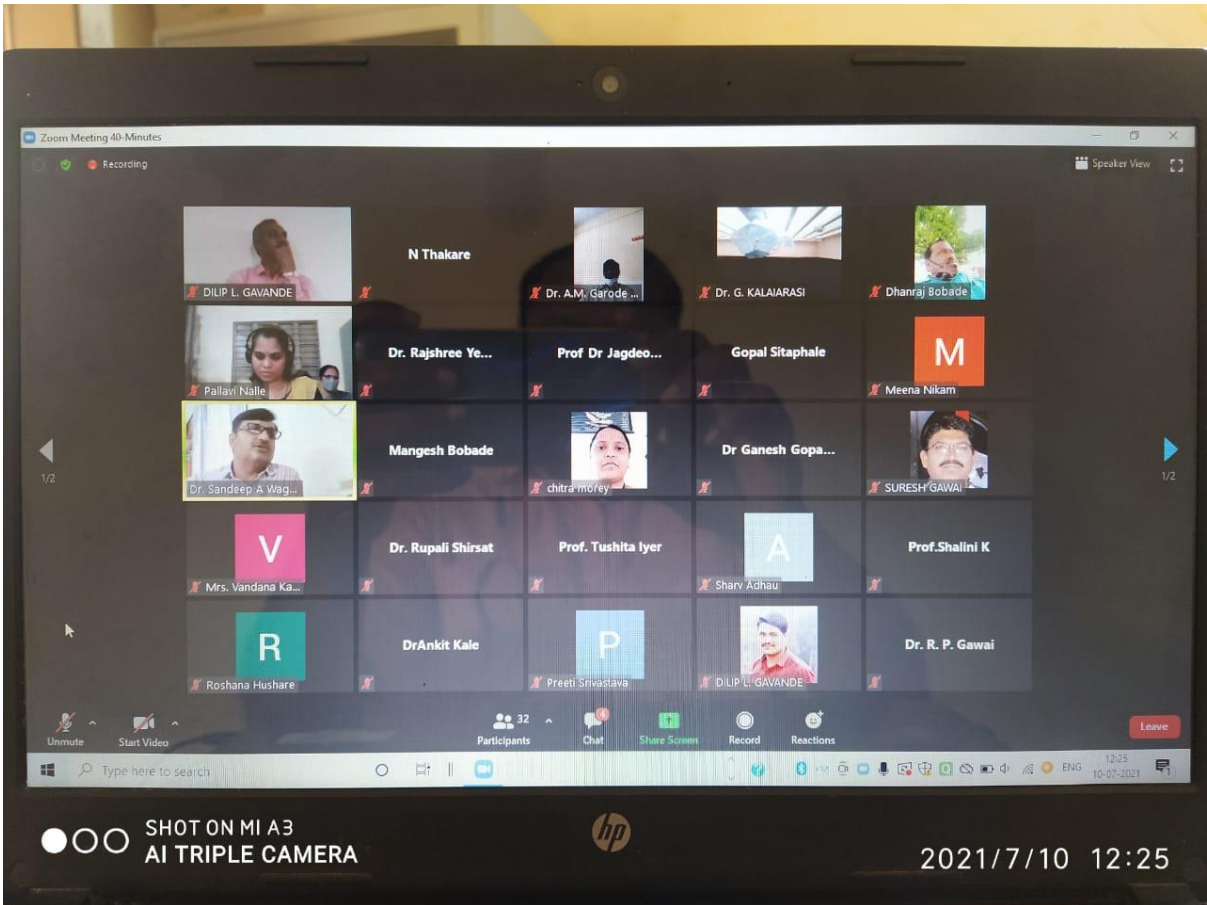 Zoom Meeting 40-Minutes
Recording
Speaker View
DILIP L. GAVANDE
N Thakare
Dr. A.M. Garode ...
Dr. G. KALAIARASI
Dhanraj Bobade
Pallavi Nalle
Dr. Rajshree Ye...
Prof Dr Jagdeo...
Gopal Sitaphale
M
Meena Nikam
Dr. Sandeep A Wag...
Mangesh Bobade
chitra morey
Dr Ganesh Gopa...
SURESH GAWAI
1/2
1/2
V
Mrs. Vandana Ka...
Dr. Rupali Shirsat
Prof. Tushita Iyer
A
Sharv Adhau
Prof.Shalini K
R
Roshana Hushare
DrAnkit Kale
P
Preeti Srivastava
DILIP L. GAVANDE
Dr. R. P. Gawai
Unmute
Start Video
32
Participants
4
Chat
Share Screen
Record
Reactions
Leave
Type here to search
ENG
12:25
10-07-2021
hp
SHOT ON MI A3
AI TRIPLE CAMERA
2021/7/10 12:25